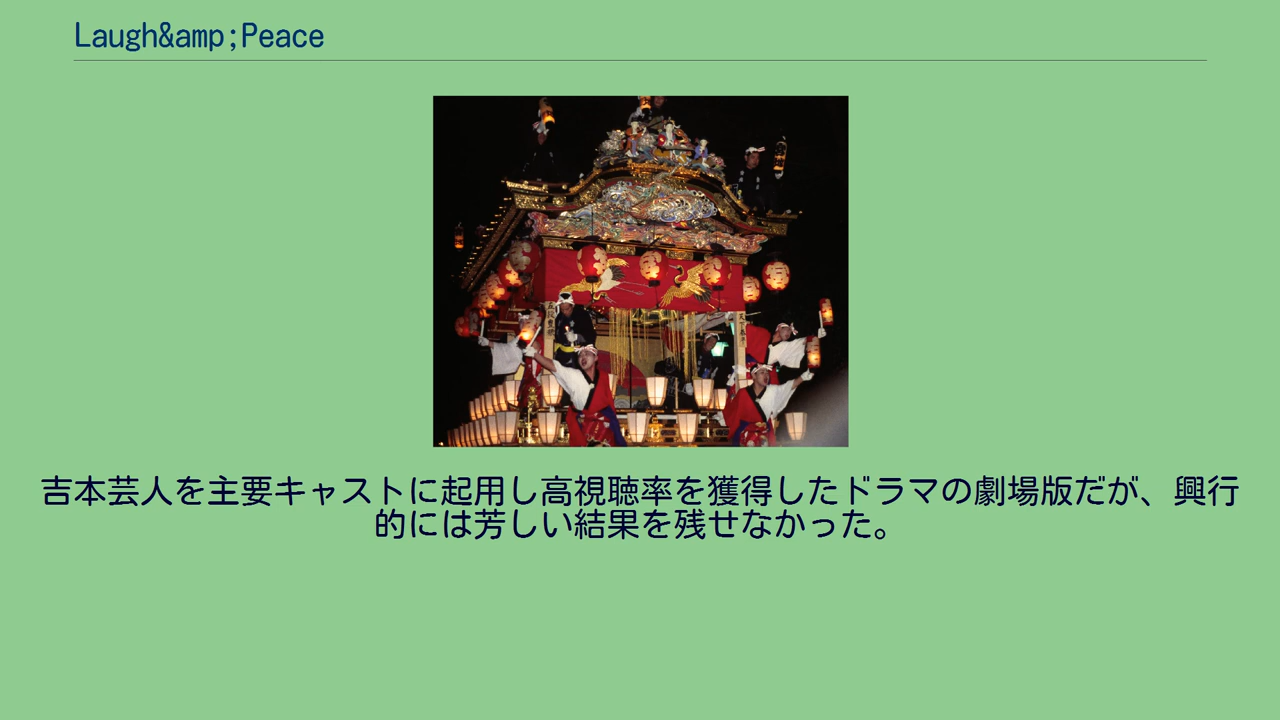 Laugh&amp;Peace
吉本芸人を主要キャストに起用し高視聴率を獲得したドラマの劇場版だが、興行
的には芳しい結果を残せなかった。